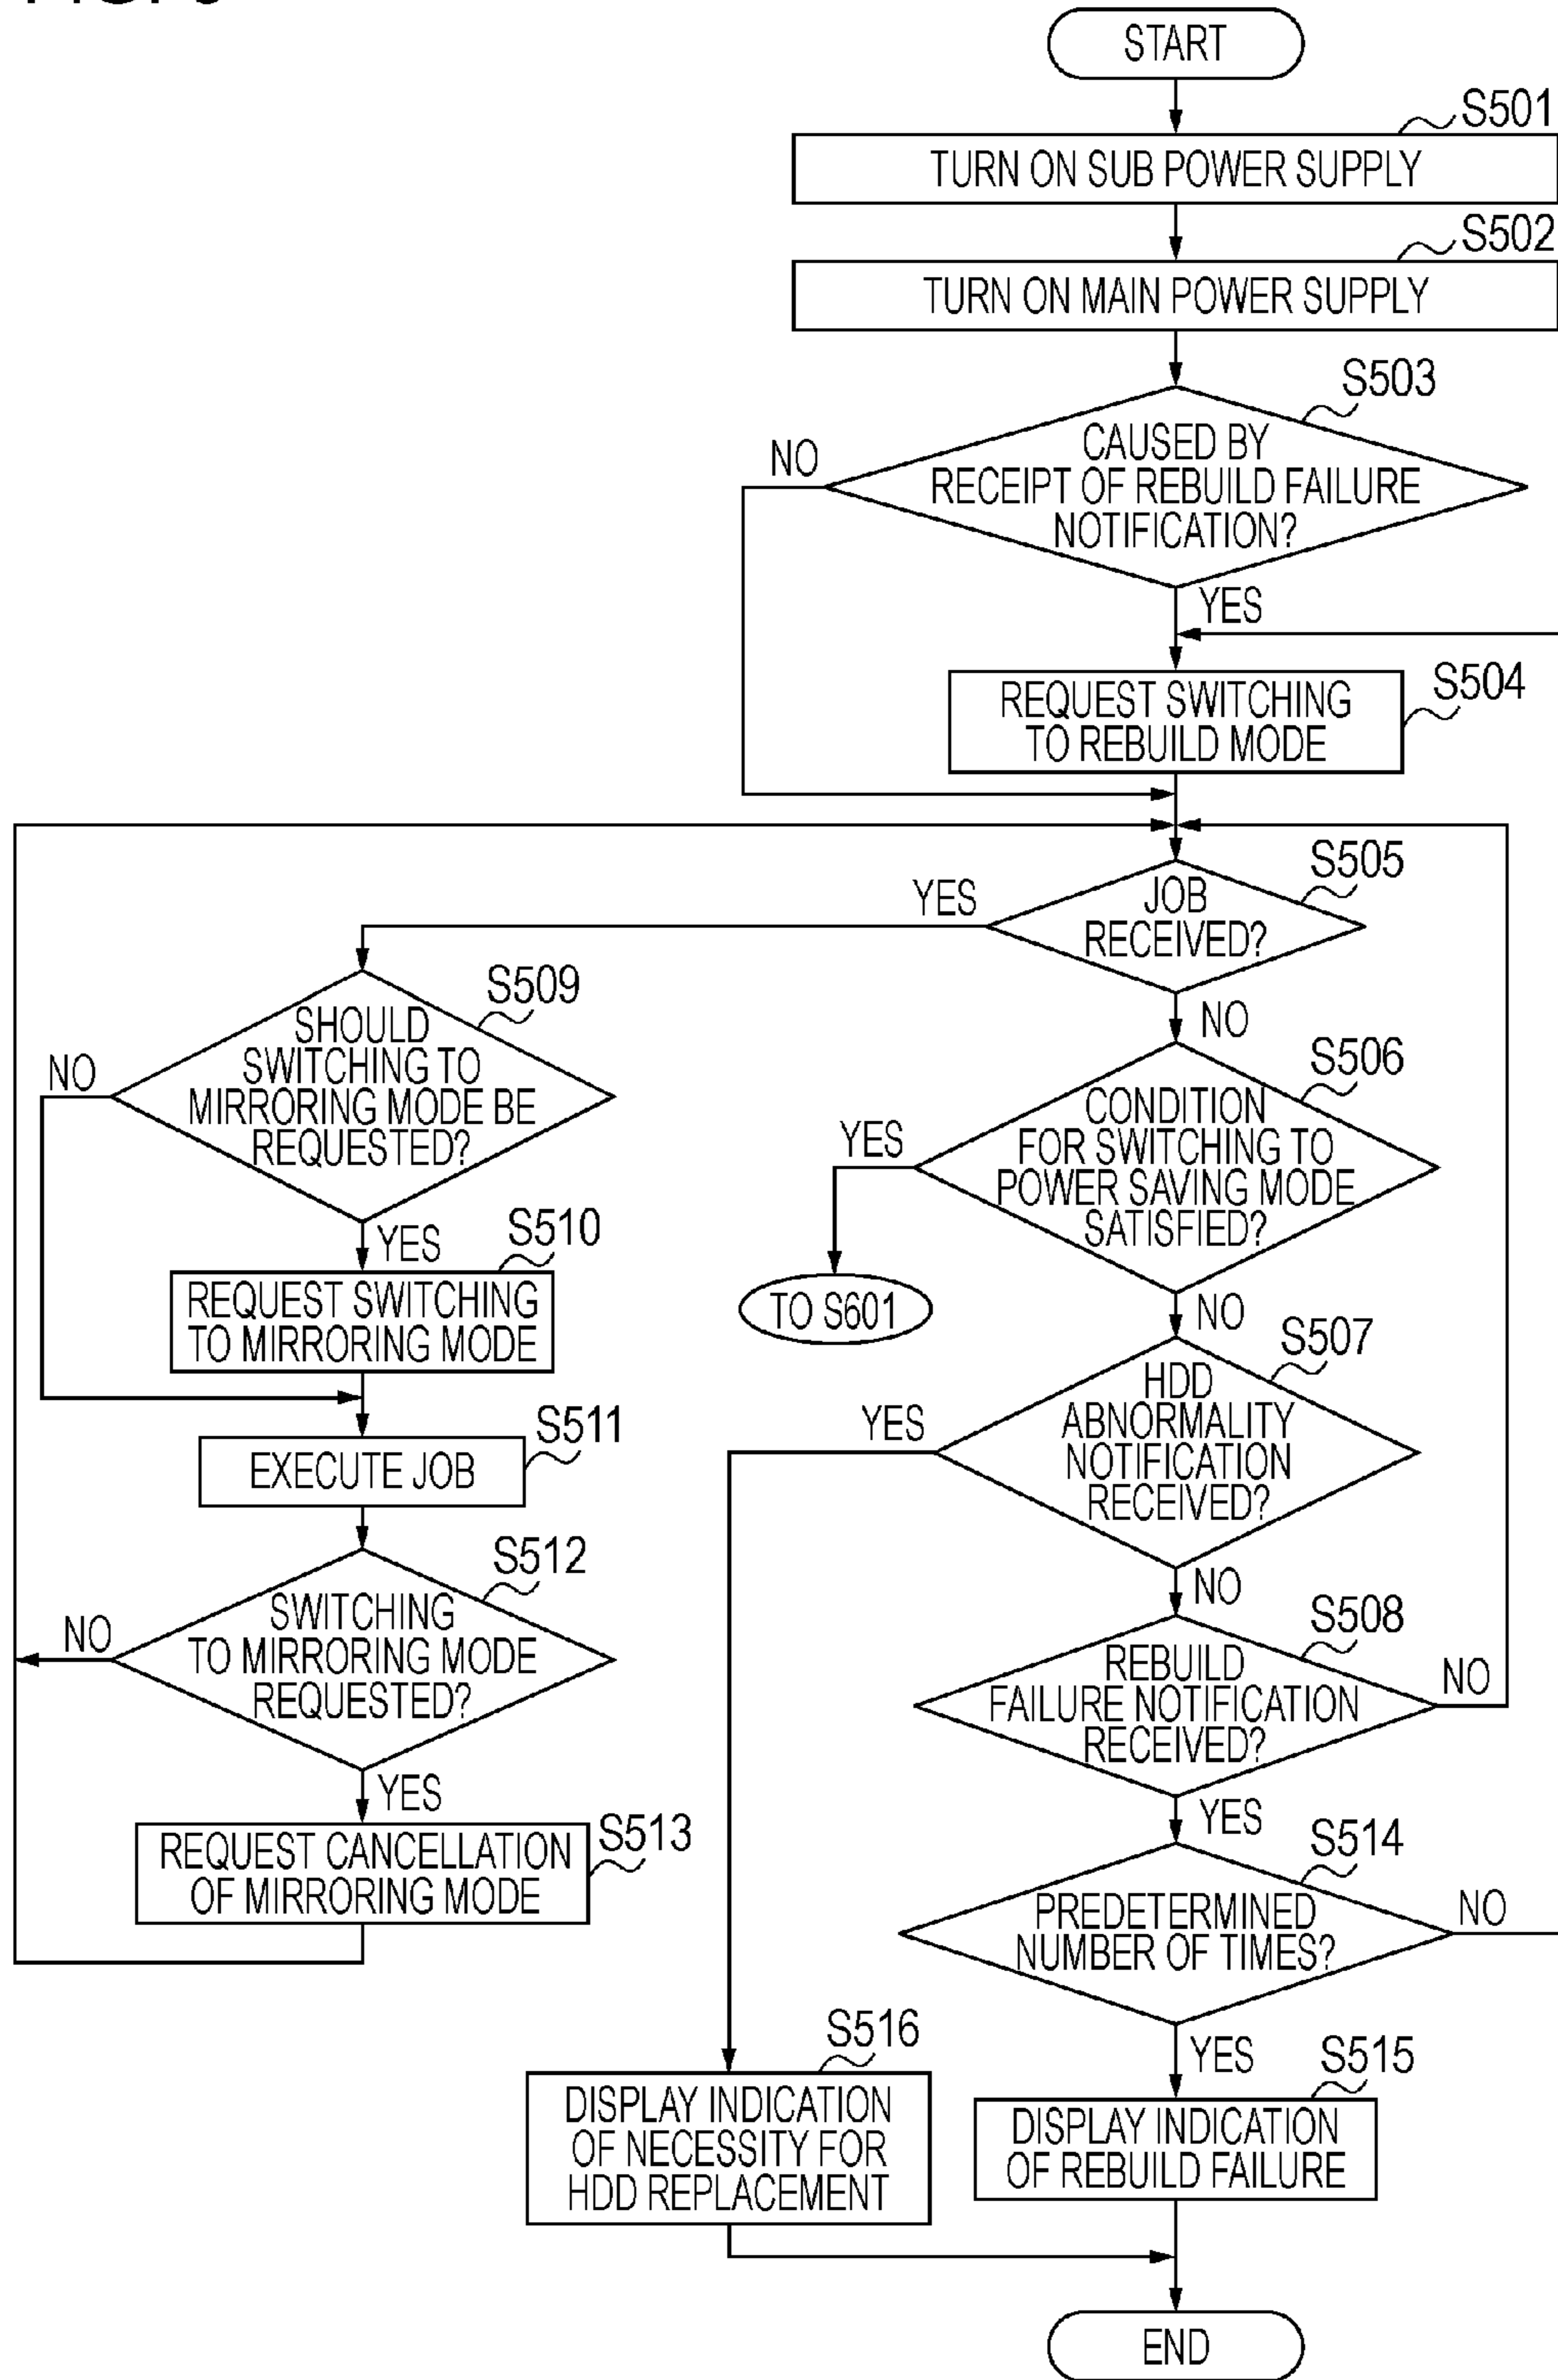 START
S501
TURN ON SUB POWER SUPPLY
S502
TURN ON MAIN POWER SUPPLY
S503
CAUSED BY
RECEIPT OF REBUILD FAILURE
NOTIFICATION?
NO
YES
S504
REQUEST SWITCHING
TO REBUILD MODE
S505
JOB
RECEIVED?
YES
NO
S509
SHOULD
SWITCHING TO
MIRRORING MODE BE
REQUESTED?
NO
YES
S510
REQUEST SWITCHING
TO MIRRORING MODE
S511
EXECUTE JOB
S512
SWITCHING
TO MIRRORING MODE
REQUESTED?
NO
YES
S513
REQUEST CANCELLATION
OF MIRRORING MODE
S506
CONDITION
FOR SWITCHING TO
POWER SAVING MODE
SATISFIED?
YES
TO S601
NO
S507
HDD
ABNORMALITY
NOTIFICATION
RECEIVED?
YES
NO
S508
REBUILD
FAILURE NOTIFICATION
RECEIVED?
NO
YES
S514
PREDETERMINED
NUMBER OF TIMES?
NO
YES
S516
DISPLAY INDICATION
OF NECESSITY FOR
HDD REPLACEMENT
S515
DISPLAY INDICATION
OF REBUILD FAILURE
END